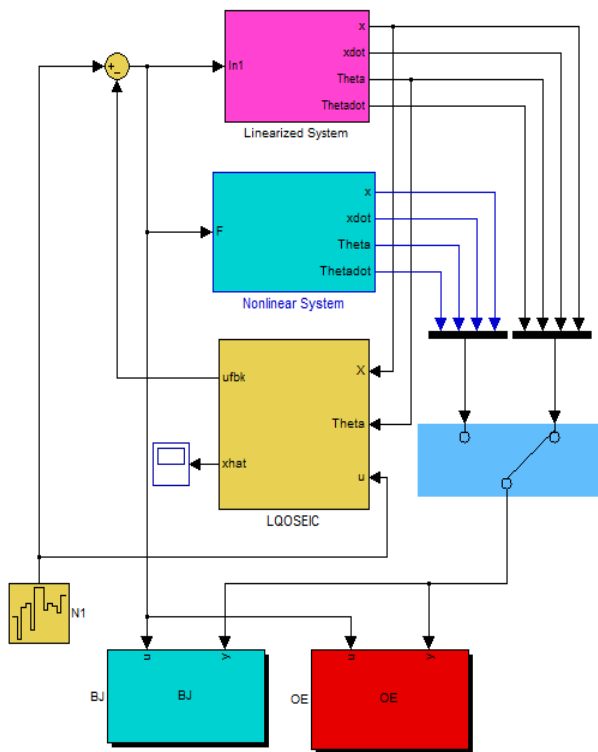 x
xdot
Theta
Thetadot
In1
Linearized System
x
xdot
Theta
Thetadot
F
Nonlinear System
ufbk
X
Theta
xhat
u
LQOSEIC
N1
u
y
BJ
BJ
u
y
OE
OE